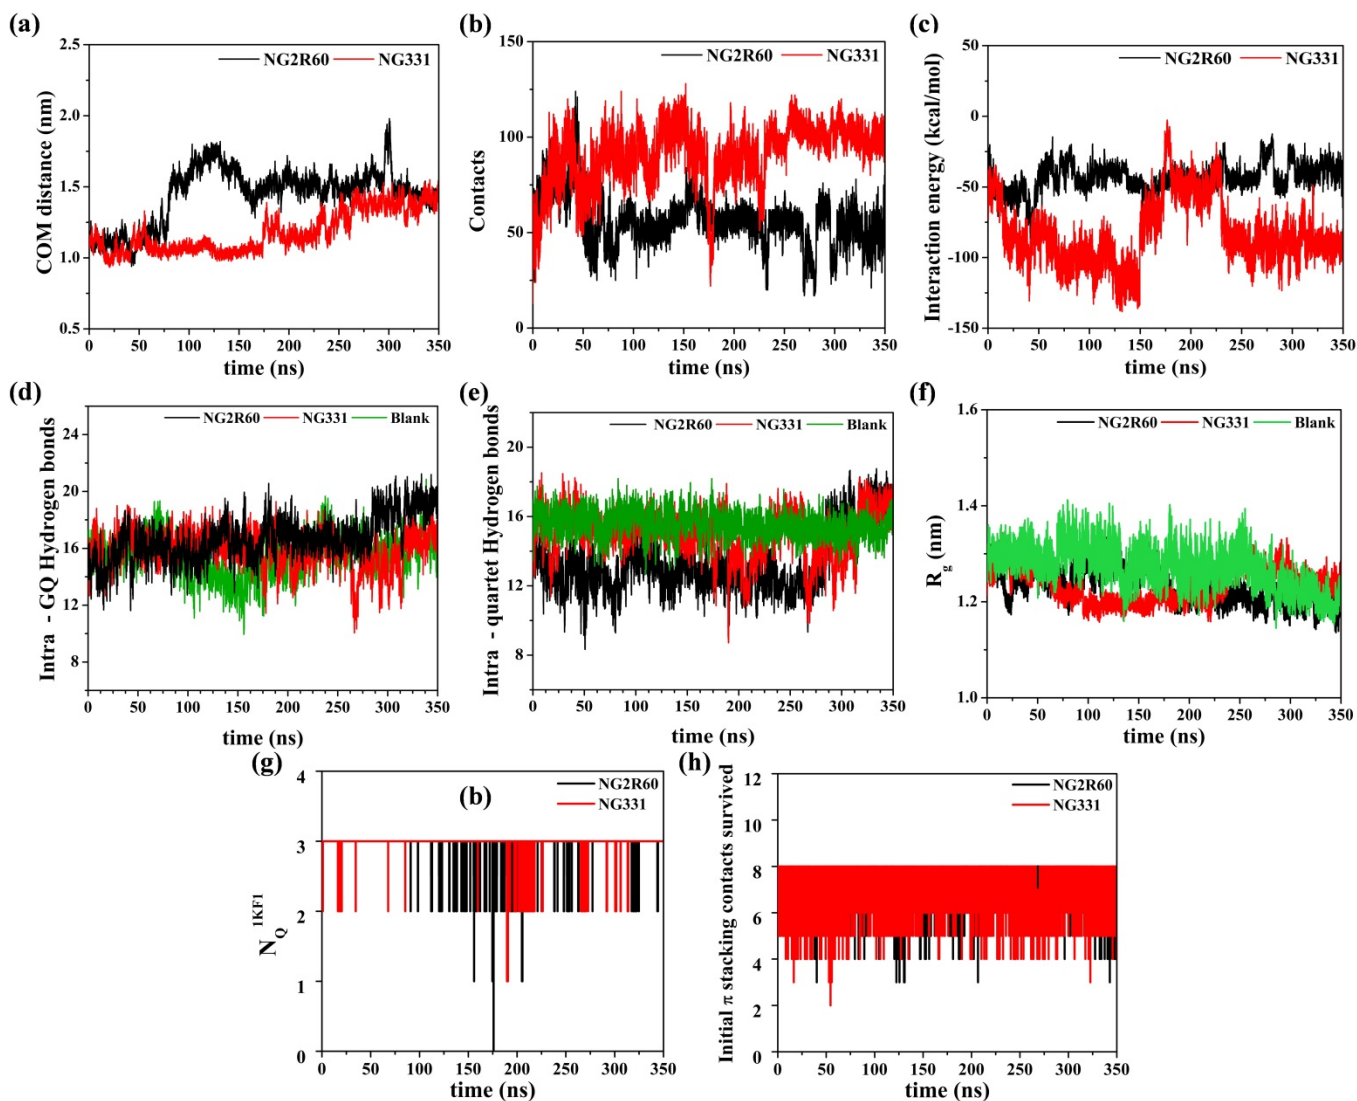 (a)
2.5
2.0
1.5
1.0
0.5
COM distance (nm)
NG2R60 NG331
0 50 100 150 200 250 300 350
time (ns)
(b)
150
100
50
0
Contacts
NG2R60 NG331
0 50 100 150 200 250 300 350
time (ns)
(c)
50
0
-50
-100
-150
Interaction energy (kcal/mol)
NG2R60 NG331
0 50 100 150 200 250 300 350
time (ns)
(d)
24
20
16
12
8
Intra - GQ Hydrogen bonds
NG2R60 NG331 Blank
0 50 100 150 200 250 300 350
time (ns)
(e)
20
16
12
8
Intra - quartet Hydrogen bonds
NG2R60 NG331 Blank
0 50 100 150 200 250 300 350
time (ns)
(f)
1.6
1.4
1.2
1.0
Rg (nm)
NG2R60 NG331 Blank
0 50 100 150 200 250 300 350
time (ns)
(g)
4
3
2
1
0
NQ 1KF1
(b)
NG2R60
NG331
0 50 100 150 200 250 300 350
time (ns)
(h)
12
10
8
6
4
2
0
Initial π stacking contacts survived
NG2R60
NG331
0 50 100 150 200 250 300 350
time (ns)